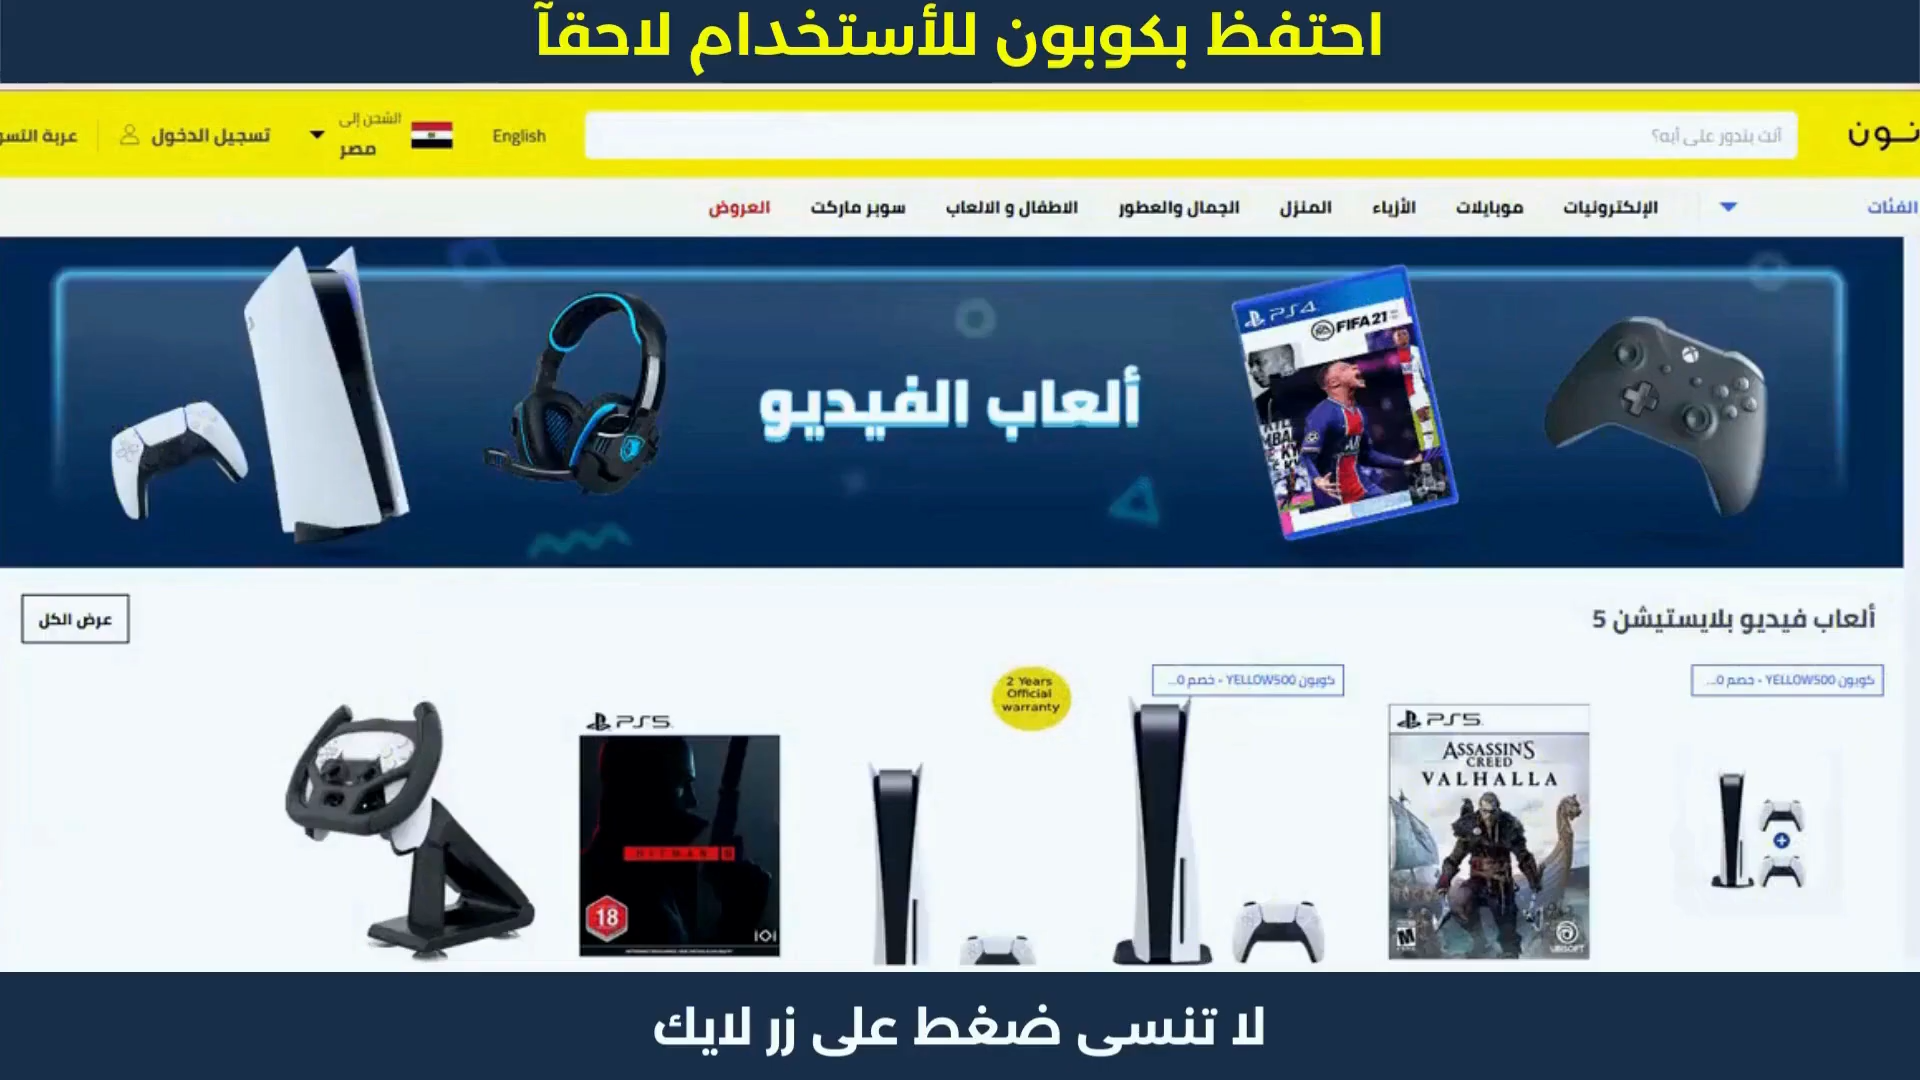 احتفظ بكوبون للأستخدام لاحقآ
نـون
أنت بتدور على أيه؟
English
الشحن إلى
مصر
تسجيل الدخول
عربة التسو
الفئات
الإلكترونيات
موبايلات
الأزياء
المنزل
الجمال والعطور
الاطفال و الالعاب
سوبر ماركت
العروض
PS4
FIFA 21
ألعاب الفيديو
ألعاب فيديو بلايستيشن 5
عرض الكل
كوبون YELLOW500 - خصم 0...
كوبون YELLOW500 - خصم 0...
2 Years
Official
warranty
PS5
ASSASSIN'S
CREED
VALHALLA
M
UBISOFT
PS5
HITMAN
18
IOI
لا تنسى ضغط على زر لايك